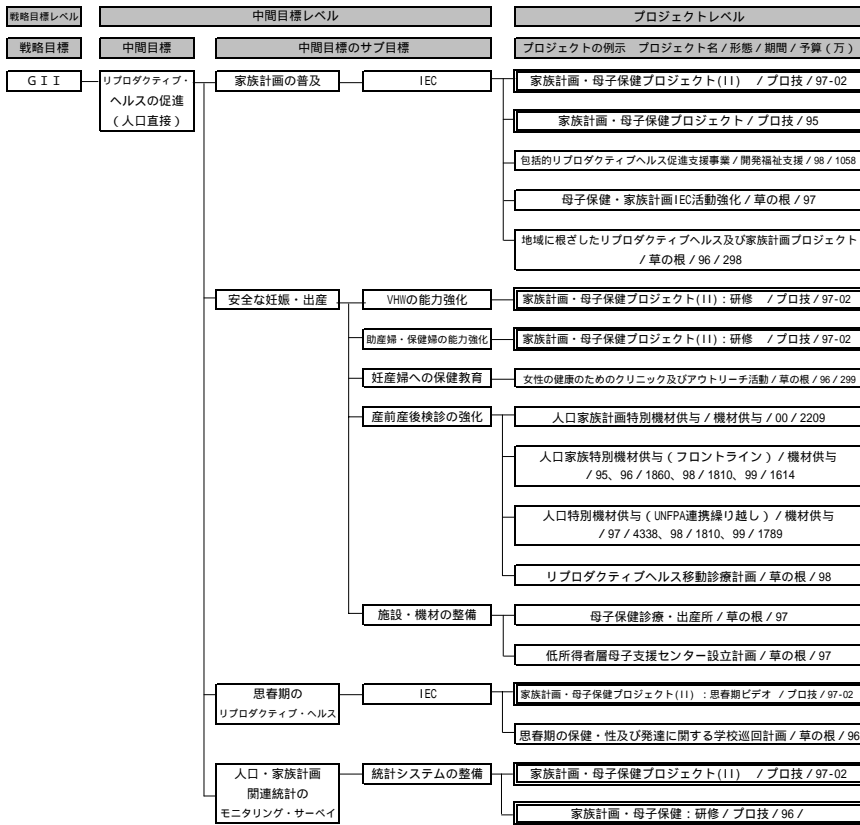 戦略目標レベル 中間目標レベル プロジェクトレベル
戦略目標 中間目標 中間目標のサブ目標 プロジェクトの例示 プロジェクト名/形態/期間/予算(万)
GII リプロダクティブ・
ヘルスの促進
(人口直接)
家族計画の普及 IEC 家族計画・母子保健プロジェクト(II) /プロ技/97-02
家族計画・母子保健プロジェクト/プロ技/95
包括的リプロダクティブヘルス促進支援事業/開発福祉支援/98/1058
母子保健・家族計画IEC活動強化/草の根/97
地域に根ざしたリプロダクティブヘルス及び家族計画プロジェクト
/草の根/96/298
安全な妊娠・出産 VHWの能力強化 家族計画・母子保健プロジェクト(II):研修 /プロ技/97-02
助産婦・保健婦の能力強化 家族計画・母子保健プロジェクト(II):研修 /プロ技/97-02
妊産婦への保健教育 女性の健康のためのクリニック及びアウトリーチ活動/草の根/96/299
産前産後検診の強化 人口家族計画特別機材供与/機材供与/00/2209
人口家族特別機材供与(フロントライン)/機材供与
/95、96/1860、98/1810、99/1614
人口特別機材供与(UNFPA連携繰り越し)/機材供与
/97/4338、98/1810、99/1789
リプロダクティブヘルス移動診療計画/草の根/98
施設・機材の整備 母子保健診療・出産所/草の根/97
低所得者層母子支援センター設立計画/草の根/97
思春期の
リプロダクティブ・ヘルス
IEC 家族計画・母子保健プロジェクト(II) :思春期ビデオ /プロ技/97-02
思春期の保健・性及び発達に関する学校巡回計画/草の根/96
人口・家族計画
関連統計の
モニタリング・サーベイ
統計システムの整備 家族計画・母子保健プロジェクト(II) /プロ技/97-02
家族計画・母子保健:研修/プロ技/96/